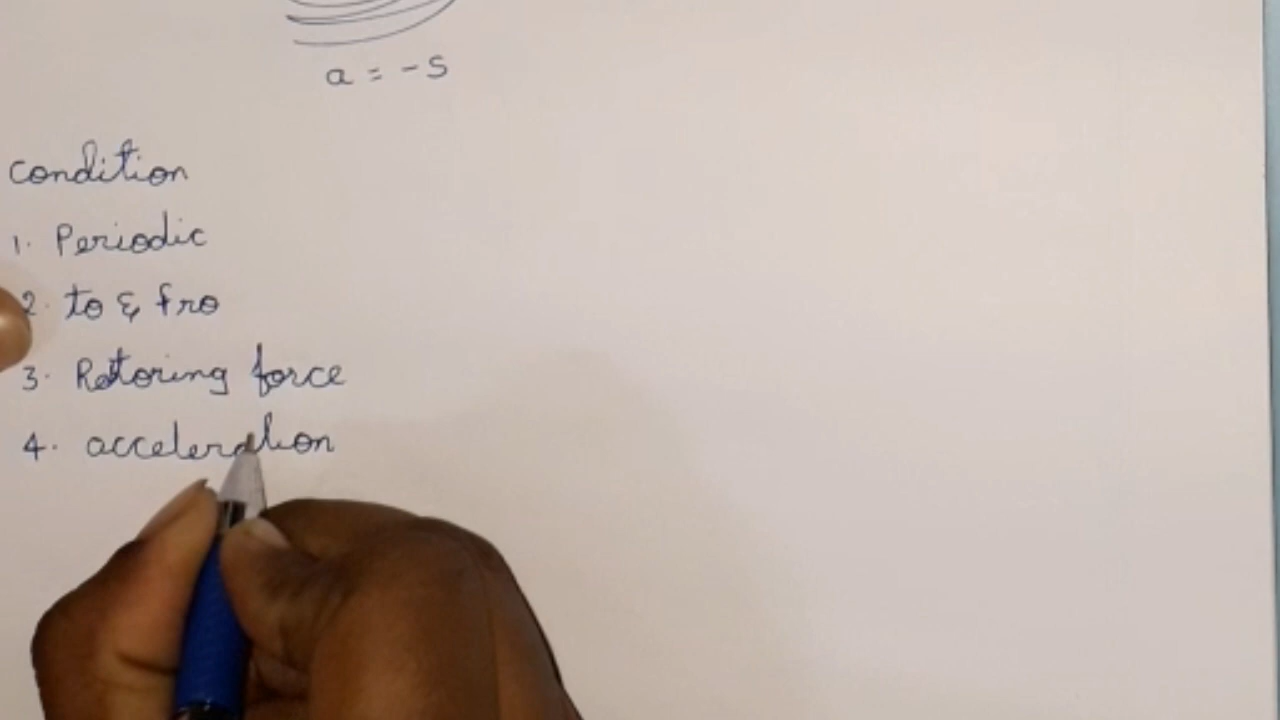 a = -S
Condition
1. Periodic
2. to & fro
3. Restoring force
4. acceleration